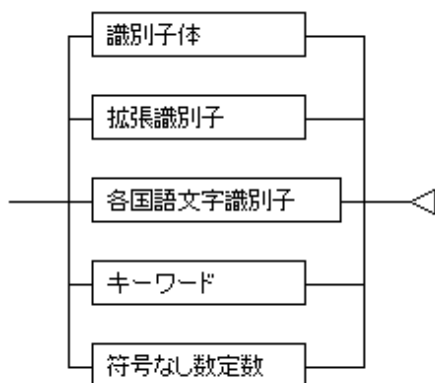 識別子体
拡張識別子
各国語文字識別子
キーワード
符号なし数定数